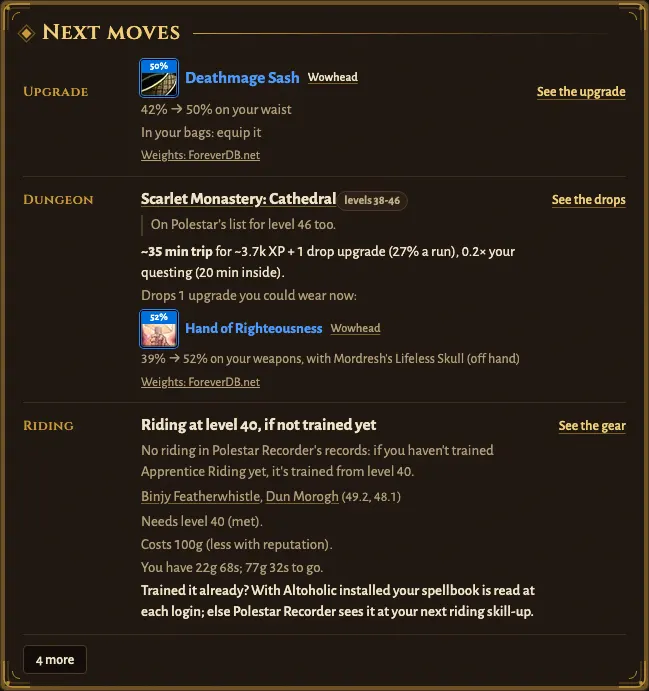 NEXT MOVES
UPGRADE
50%
Deathmage Sash Wowhead
See the upgrade
42% → 50% on your waist
In your bags: equip it
Weights: ForeverDB.net
DUNGEON
Scarlet Monastery: Cathedral levels 38-46
See the drops
On Polestar's list for level 46 too.
~35 min trip for ~3.7k XP + 1 drop upgrade (27% a run), 0.2× your
questing (20 min inside).
Drops 1 upgrade you could wear now:
52%
Hand of Righteousness Wowhead
39% → 52% on your weapons, with Mordresh's Lifeless Skull (off hand)
Weights: ForeverDB.net
RIDING
Riding at level 40, if not trained yet
See the gear
No riding in Polestar Recorder's records: if you haven't trained
Apprentice Riding yet, it's trained from level 40.
Binjy Featherwhistle, Dun Morogh (49.2, 48.1)
Needs level 40 (met).
Costs 100g (less with reputation).
You have 22g 68s; 77g 32s to go.
Trained it already? With Altoholic installed your spellbook is read at
each login; else Polestar Recorder sees it at your next riding skill-up.
4 more